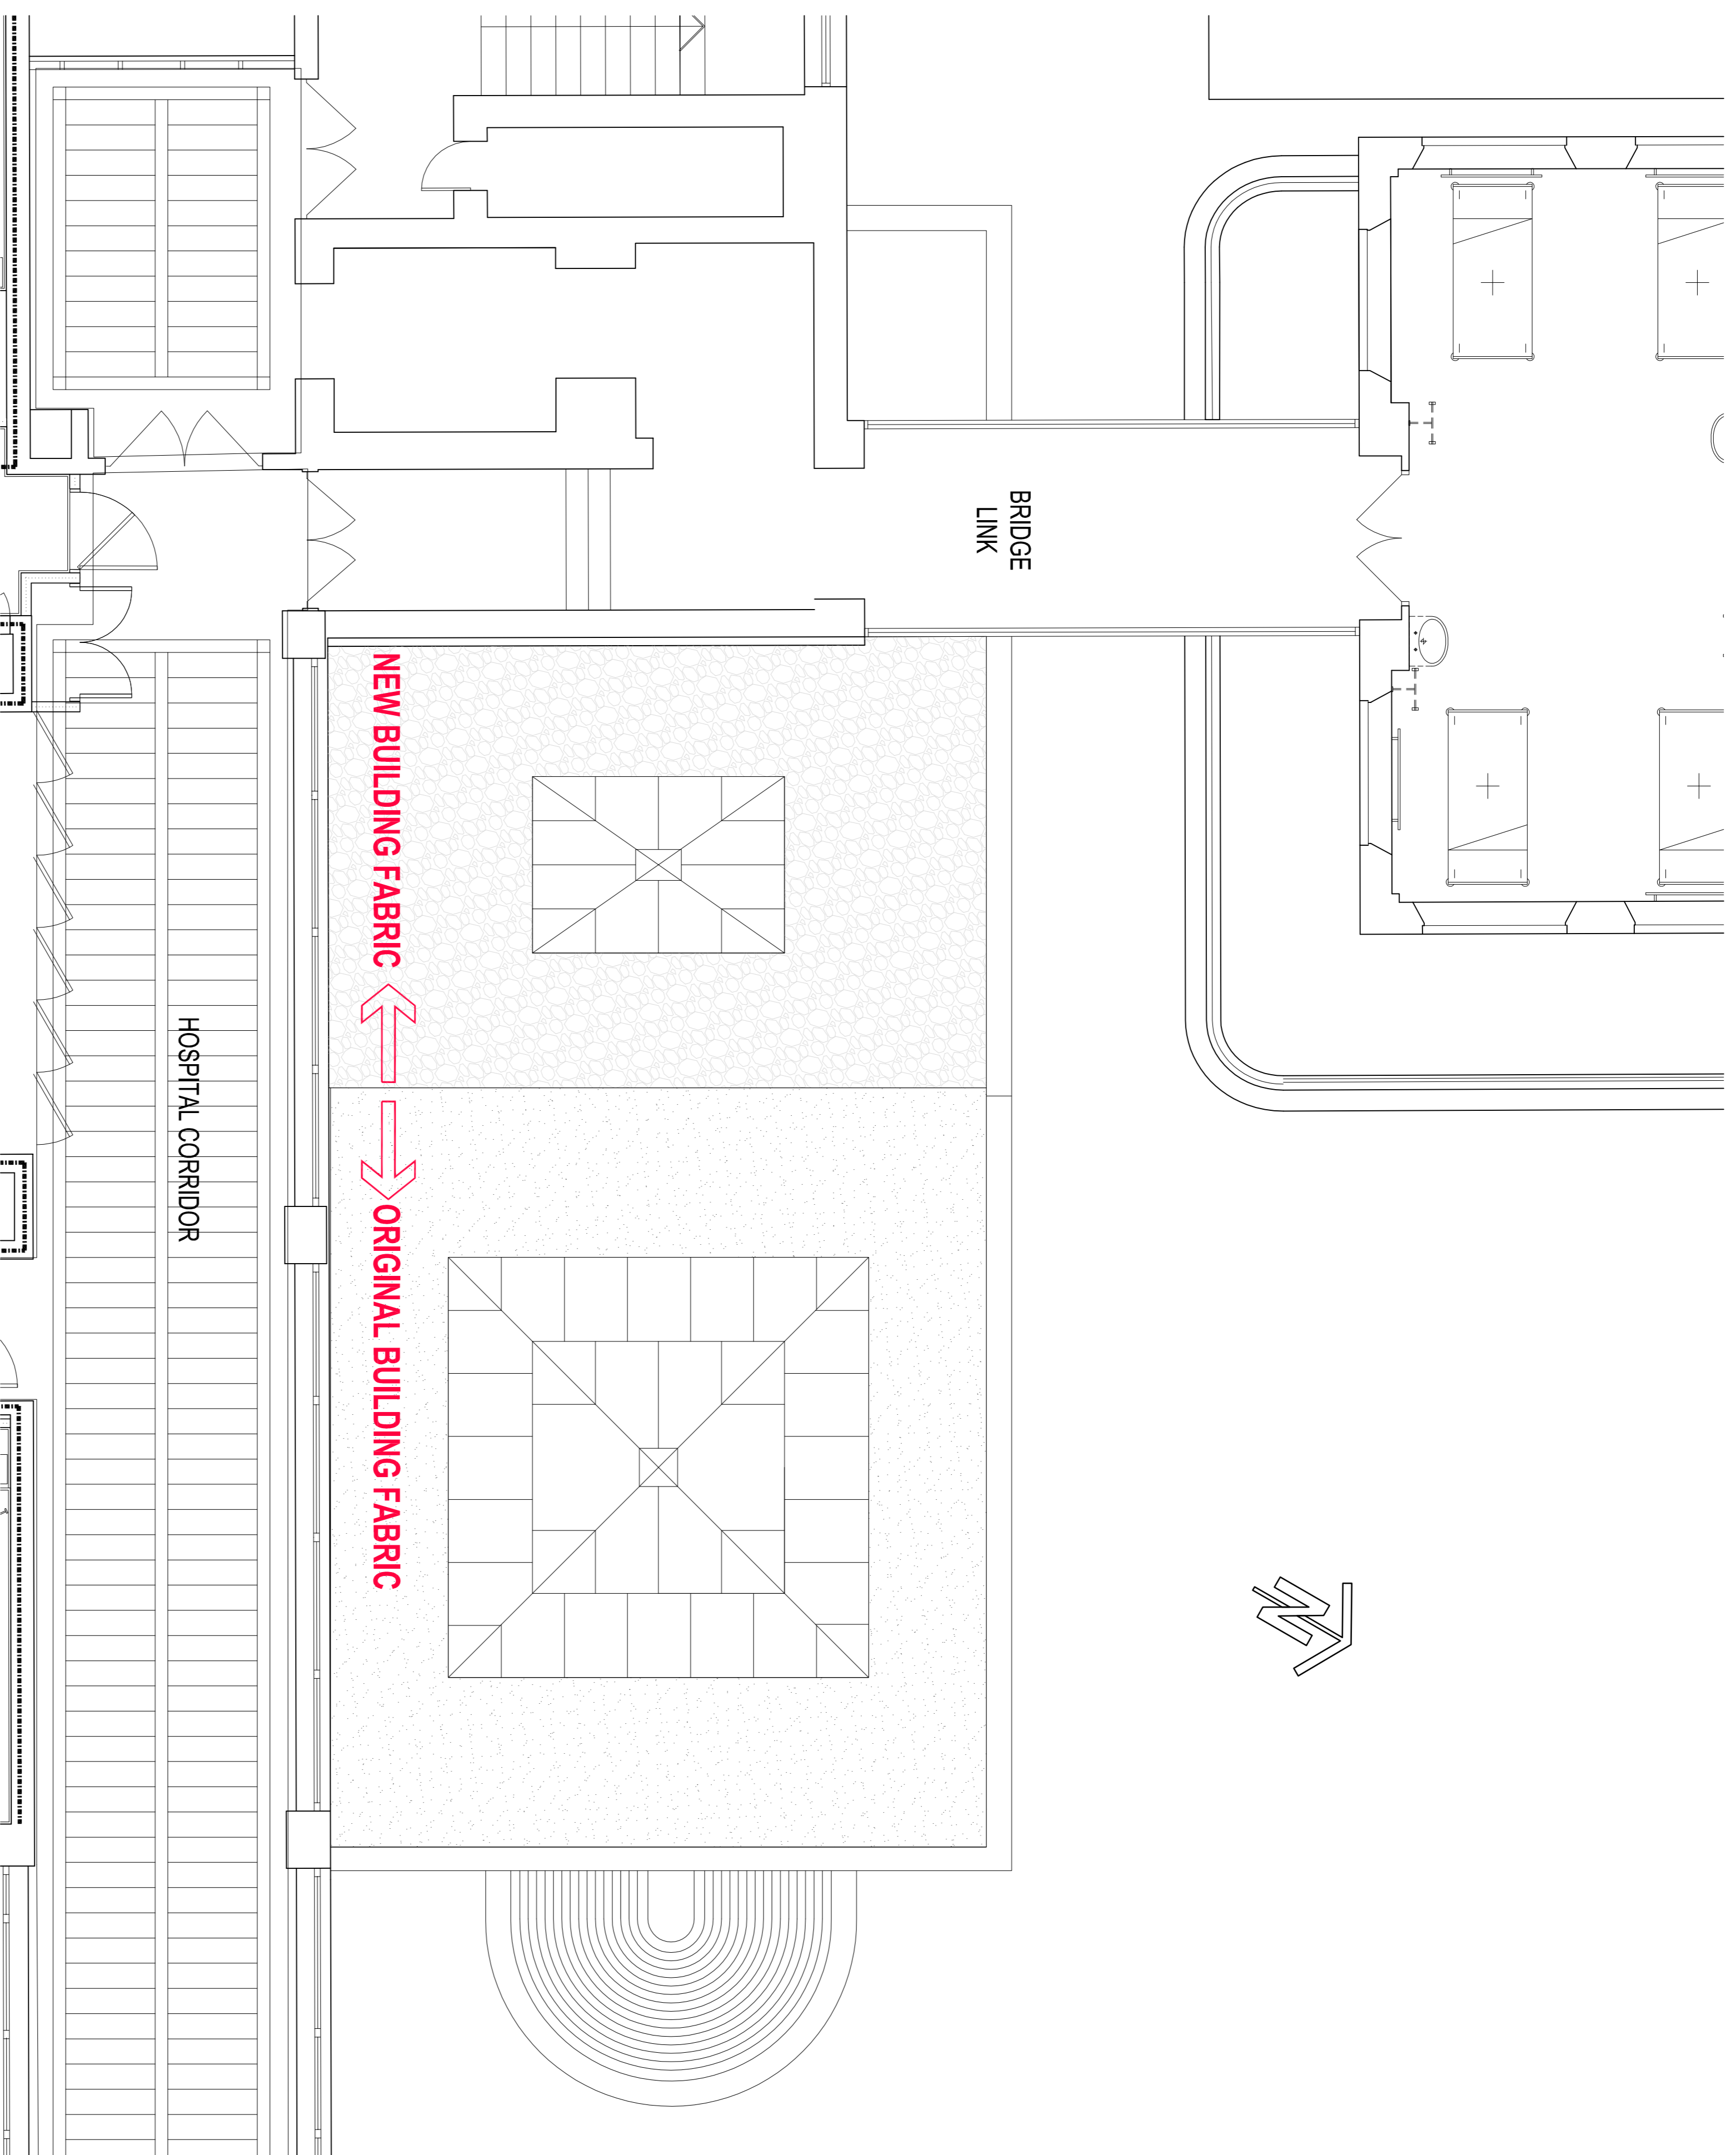 BRIDGE
LINK
NEW BUILDING FABRIC
HOSPITAL CORRIDOR
ORIGINAL BUILDING FABRIC
N